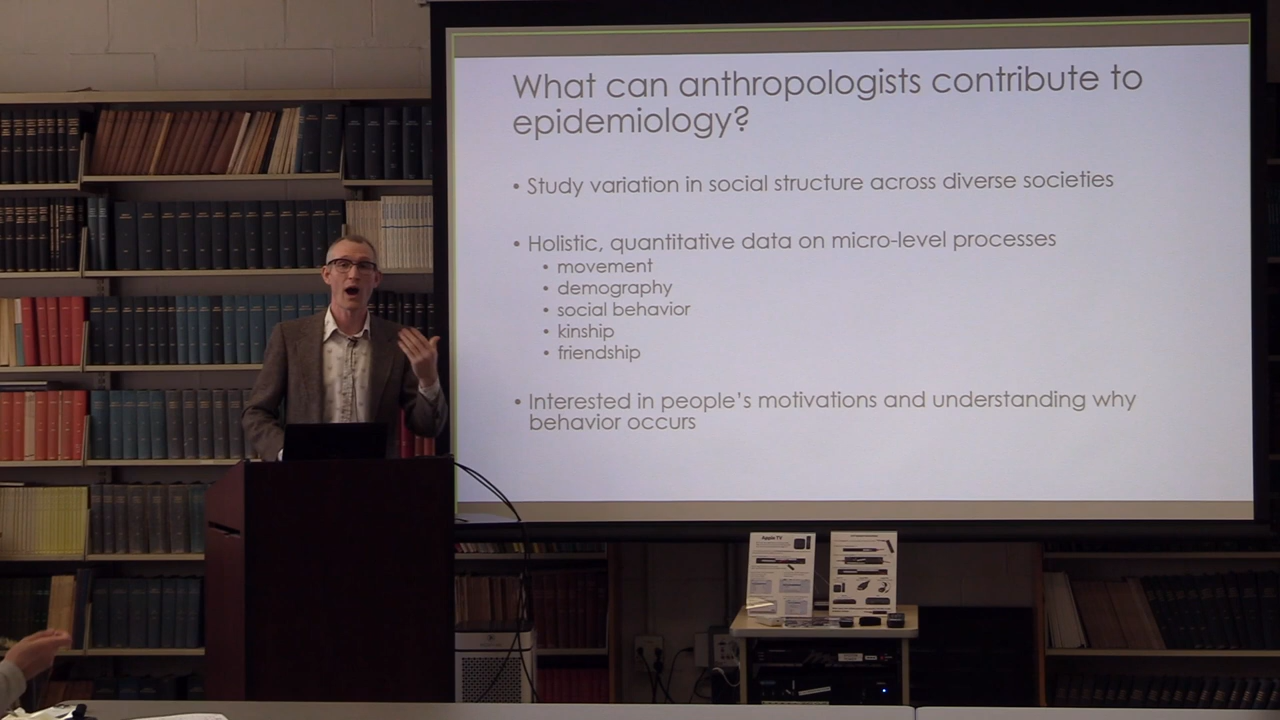 What can anthropologists contribute to
epidemiology?
• Study variation in social structure across diverse societies
• Holistic, quantitative data on micro-level processes
• movement
• demography
• social behavior
• kinship
• friendship
• Interested in people's motivations and understanding why
behavior occurs
Apple TV